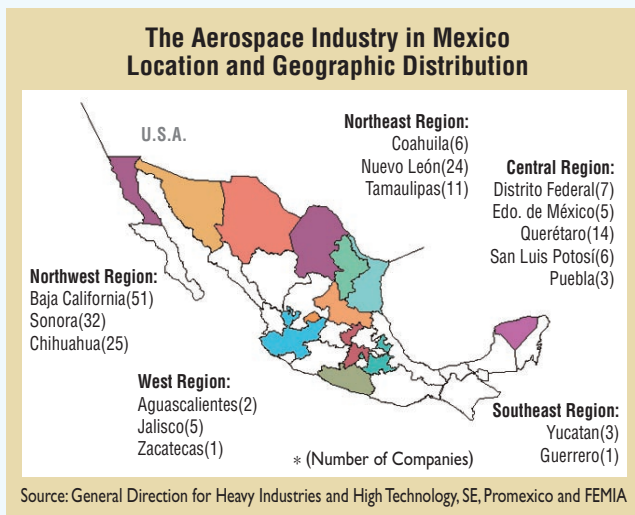 The Aerospace Industry in Mexico
Location and Geographic Distribution
U.S.A.
Northeast Region:
Coahuila(6)
Nuevo León(24)
Tamaulipas(11)
Central Region:
Distrito Federal(7)
Edo. de México(5)
Querétaro(14)
San Luis Potosí(6)
Puebla(3)
Northwest Region:
Baja California(51)
Sonora(32)
Chihuahua(25)
West Region:
Aguascalientes(2)
Jalisco(5)
Zacatecas(1)
* (Number of Companies)
Southeast Region:
Yucatan(3)
Guerrero(1)
Source: General Direction for Heavy Industries and High Technology, SE, Promexico and FEMIA